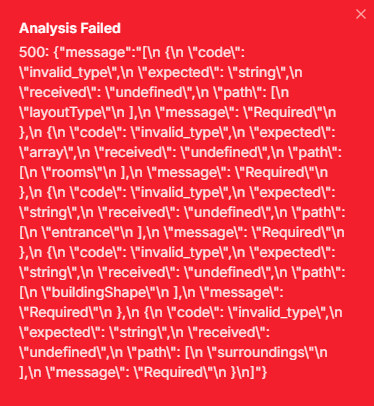 Analysis Failed
500: {"message":"[\n {\n \"code\":
\"invalid_type\",\n \"expected\": \"string\",\n
\"received\": \"undefined\",\n \"path\": [\n
\"layoutType\"\n ],\n \"message\": \"Required\"\n
},\n {\n \"code\": \"invalid_type\",\n \"expected\":
\"array\",\n \"received\": \"undefined\",\n \"path\":
[\n \"rooms\"\n ],\n \"message\": \"Required\"\n
},\n {\n \"code\": \"invalid_type\",\n \"expected\":
\"string\",\n \"received\": \"undefined\",\n \"path\":
[\n \"entrance\"\n ],\n \"message\": \"Required\"\n
},\n {\n \"code\": \"invalid_type\",\n \"expected\":
\"string\",\n \"received\": \"undefined\",\n \"path\":
[\n \"buildingShape\"\n ],\n \"message\":
\"Required\"\n },\n {\n \"code\": \"invalid_type\",\n
\"expected\": \"string\",\n \"received\":
\"undefined\",\n \"path\": [\n \"surroundings\"\n
],\n \"message\": \"Required\"\n }\n]"}